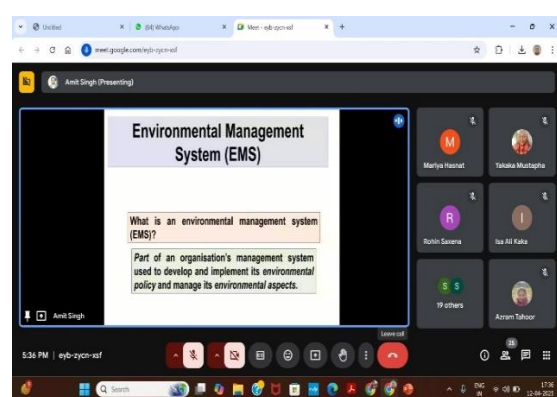 Untitled
(84) WhatsApp
Meet - eyb-zycn-xsf
meet.google.com/eyb-zycn-xsf
Amit Singh (Presenting)
Environmental Management
System (EMS)
What is an environmental management system
(EMS)?
Part of an organisation's management system
used to develop and implement its environmental
policy and manage its environmental aspects.
Amit Singh
M
Mariya Hasnat
Yakaka Mustapha
R
Rohin Saxena
I
Isa Ali Kaka
S S
19 others
Azram Tahoor
Leave call
5:36 PM | eyb-zycn-xsf
25
Search
ENG
IN
17:36
12-04-2025